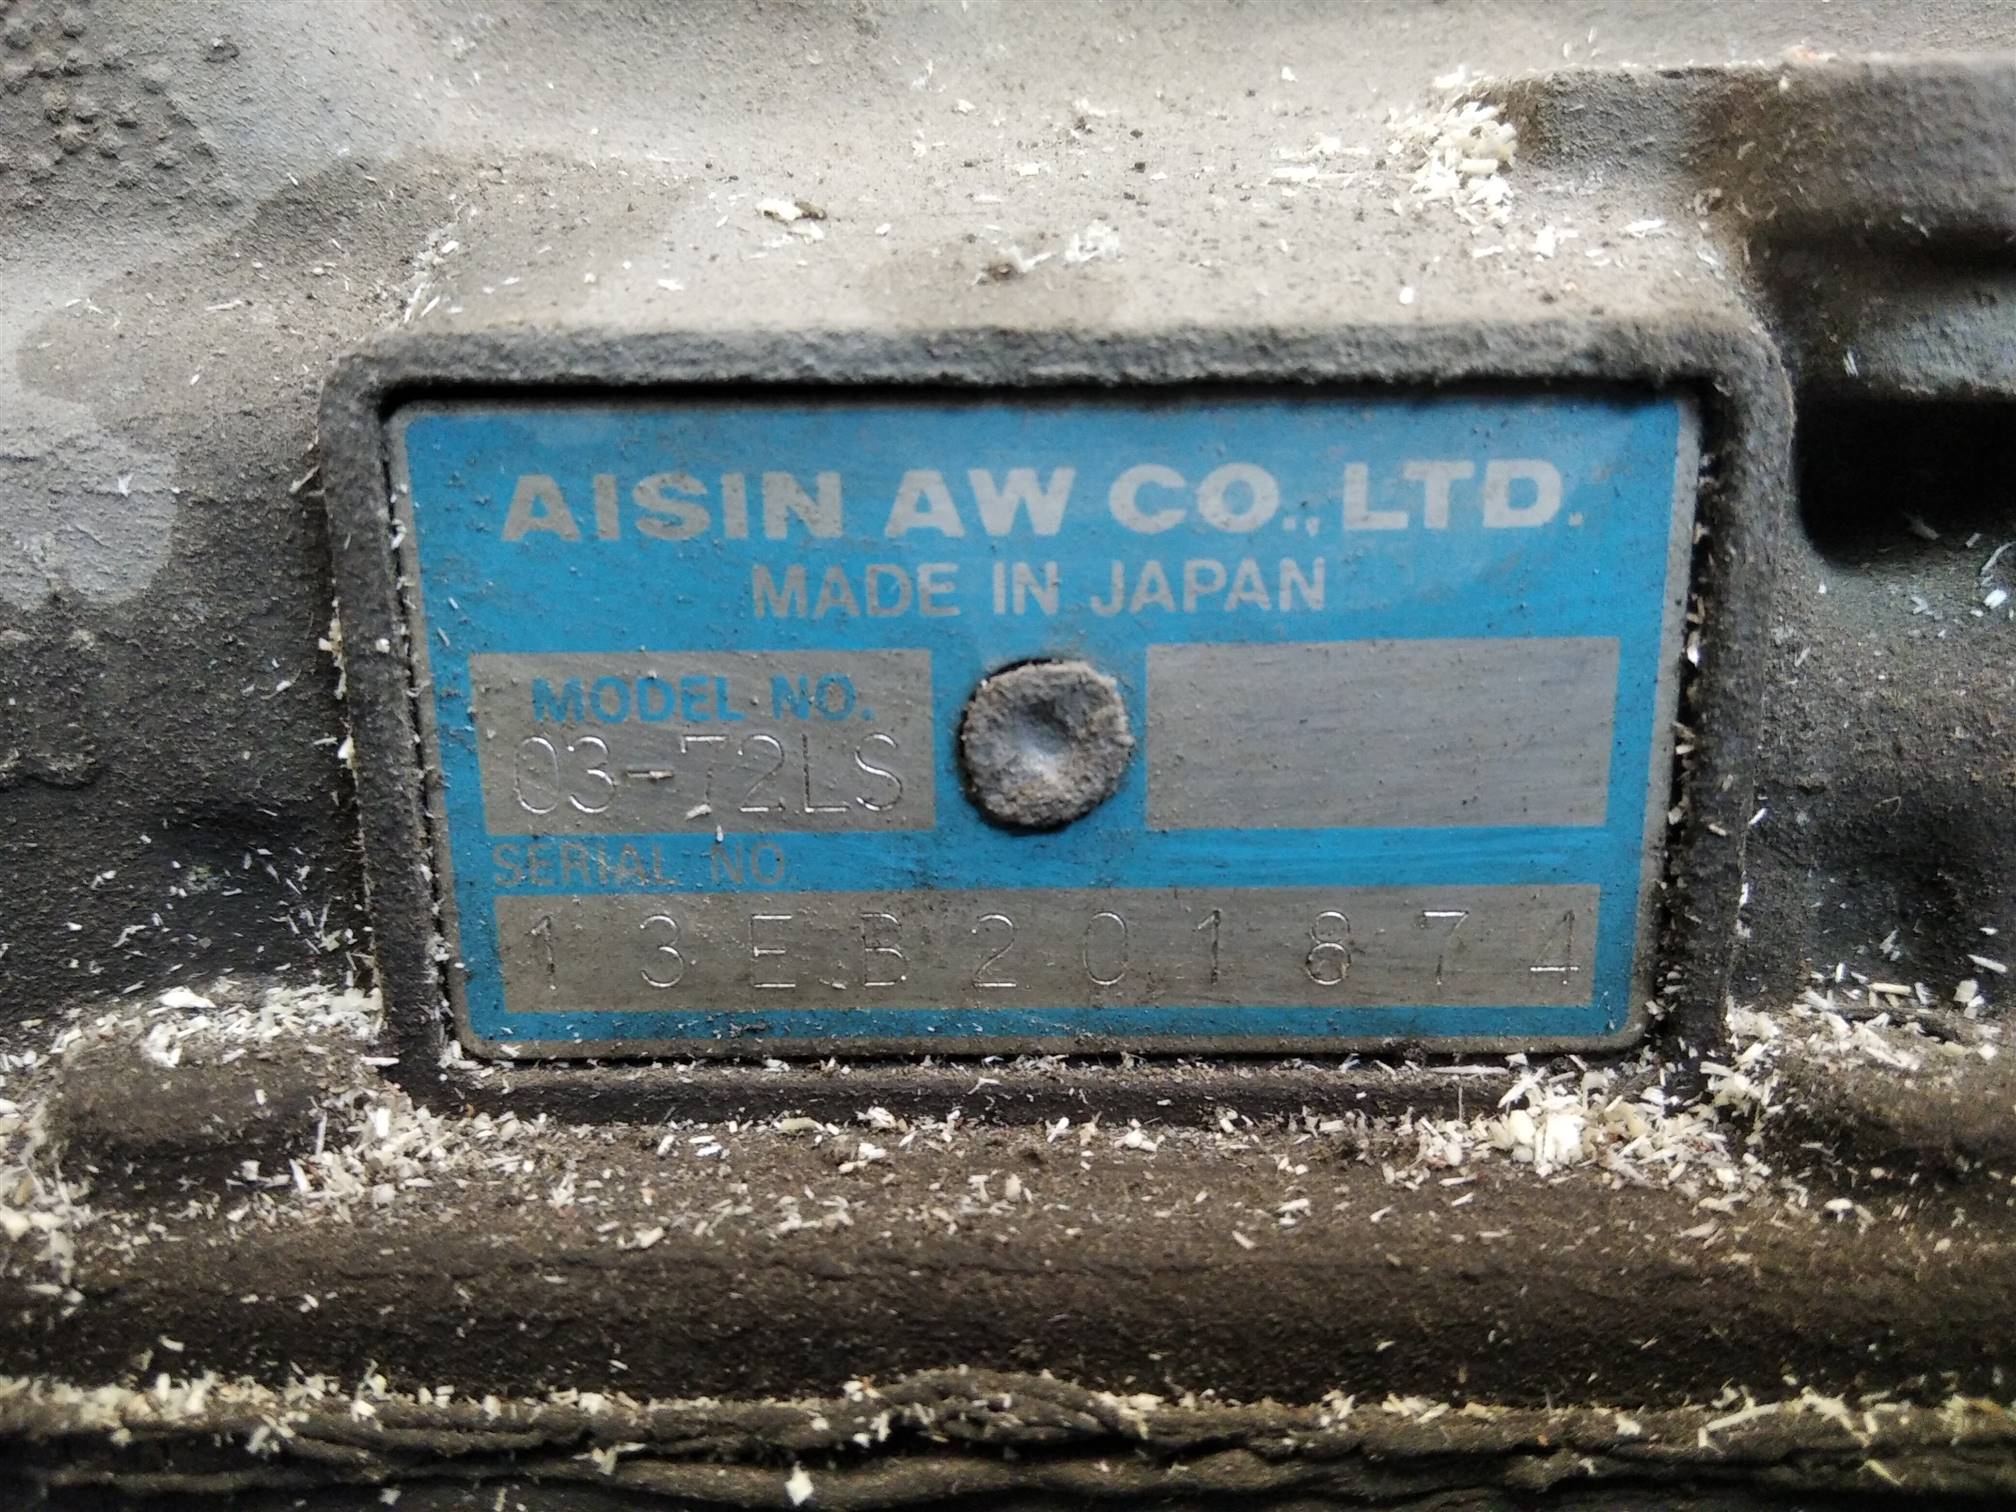 AISIN AW CO., LTD.
MADE IN JAPAN
MODEL NO.
03-72LS
SERIAL NO
13EB201874